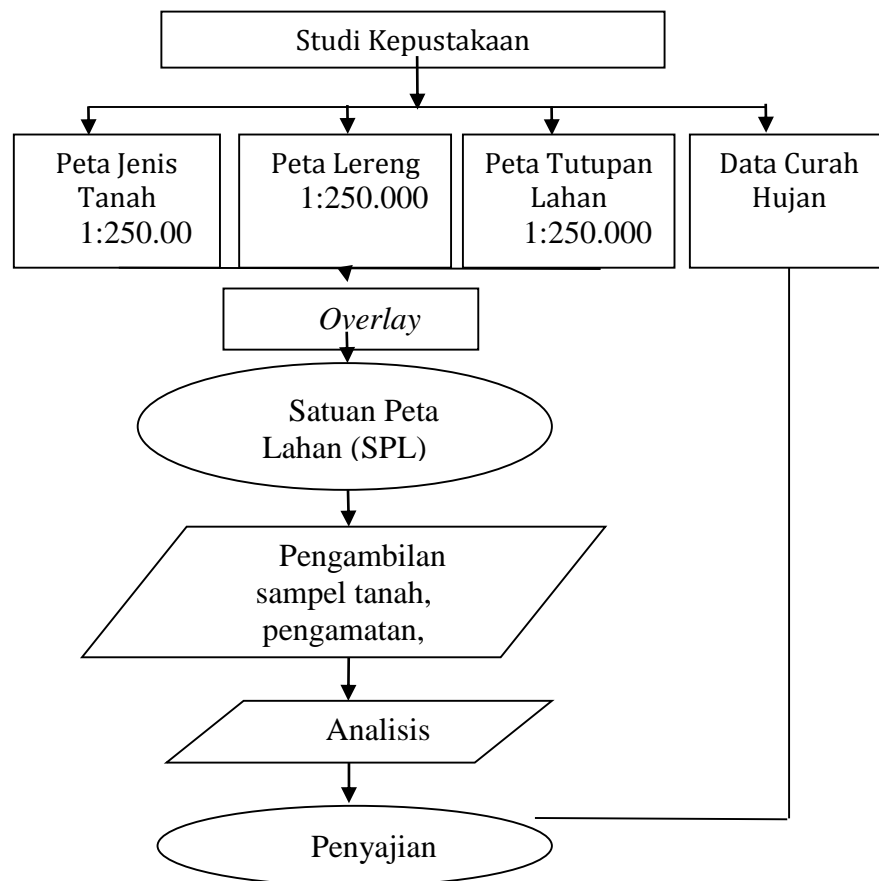 Studi Kepustakaan
Peta Jenis
Tanah
1:250.00
Peta Lereng
1:250.000
Peta Tutupan
Lahan
1:250.000
Data Curah
Hujan
Overlay
Satuan Peta
Lahan (SPL)
Pengambilan
sampel tanah,
pengamatan,
Analisis
Penyajian